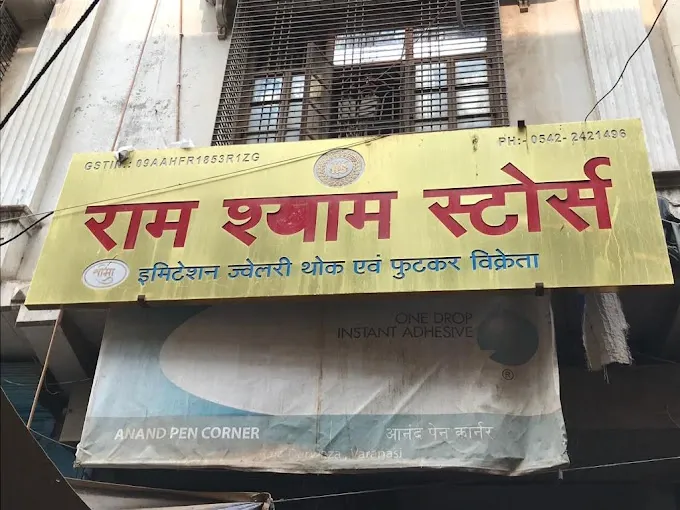 GSTIN.: 09AAHFR1853R1ZG
PH:- 0542- 2421496
राम श्याम स्टोर्स
इमिटेशन ज्वेलरी थोक एवं फुटकर विक्रेता
ONE DROP
INSTANT ADHESIVE
®
ANAND PEN CORNER
आनंद पेन कार्नर
Varanasi